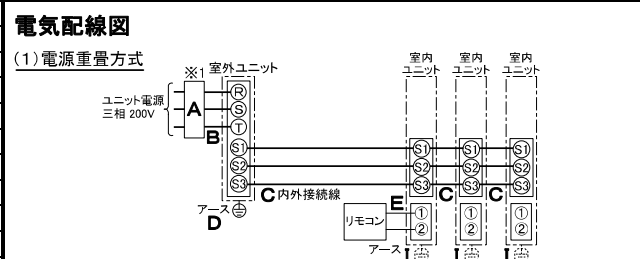 電気配線図
(1)電源重畳方式
※1
室外ユニット
室内
ユニット
室内
ユニット
室内
ユニット
ユニット電源
三相 200V
A
B
R
S
T
S1
S2
S3
S1
S2
S3
S1
S2
S3
S1
S2
S3
C 内外接続線
C
C
アース
D
リモコン
E
①
②
①
②
①
②
アース